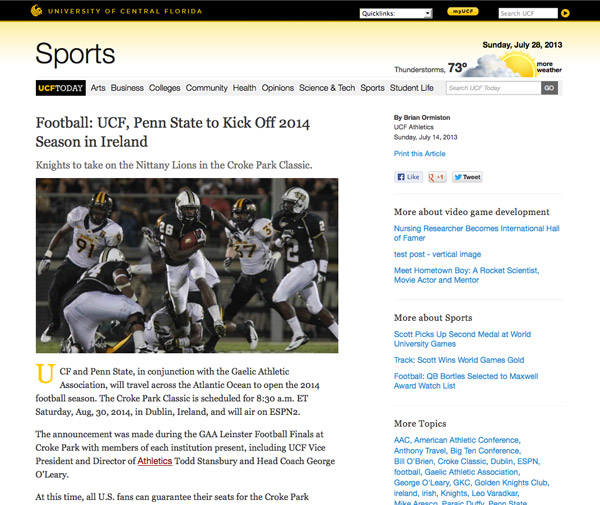 UNIVERSITY OF CENTRAL FLORIDA
Quicklinks:
myUCF
Search UCF
Sports
Sunday, July 28, 2013
Thunderstorms, 73°
more weather
UCFTODAY Arts Business Colleges Community Health Opinions Science & Tech Sports Student Life
Search UCF Today
GO
Football: UCF, Penn State to Kick Off 2014
Season in Ireland
Knights to take on the Nittany Lions in the Croke Park Classic.
91
26
37
2
UCF and Penn State, in conjunction with the Gaelic Athletic
Association, will travel across the Atlantic Ocean to open the 2014
football season. The Croke Park Classic is scheduled for 8:30 a.m. ET
Saturday, Aug, 30, 2014, in Dublin, Ireland, and will air on ESPN2.
The announcement was made during the GAA Leinster Football Finals at
Croke Park with members of each institution present, including UCF Vice
President and Director of Athletics Todd Stansbury and Head Coach George
O'Leary.
At this time, all U.S. fans can guarantee their seats for the Croke Park
By Brian Ormiston
UCF Athletics
Sunday, July 14, 2013
Print this Article
Like
+1
Tweet
More about video game development
Nursing Researcher Becomes International Hall
of Famer
test post - vertical image
Meet Hometown Boy: A Rocket Scientist,
Movie Actor and Mentor
More about Sports
Scott Picks Up Second Medal at World
University Games
Track: Scott Wins World Games Gold
Football: QB Bortles Selected to Maxwell
Award Watch List
More Topics
AAC, American Athletic Conference,
Anthony Travel, Big Ten Conference,
Bill O'Brien, Croke Classic, Dublin, ESPN,
football, Gaelic Athletic Association,
George O'Leary, GKC, Golden Knights Club,
ireland, irish, Knights, Leo Varadkar,
Mike Aresco, Paraic Duffy, Penn State